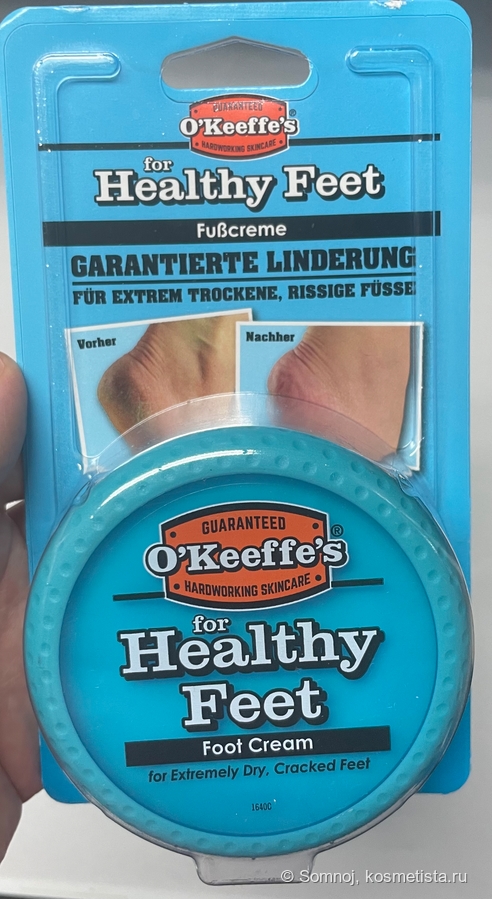 GUARANTEED
O'Keeffe's®
HARDWORKING SKINCARE
for
Healthy Feet
Fußcreme
GARANTIERTE LINDERUNG
FÜR EXTREM TROCKENE, RISSIGE FÜSSE
Vorher
Nachher
GUARANTEED
O'Keeffe's®
HARDWORKING SKINCARE
for
Healthy
Feet
Foot Cream
for Extremely Dry, Cracked Feet
1640C
© Somnoj, kosmetista.ru